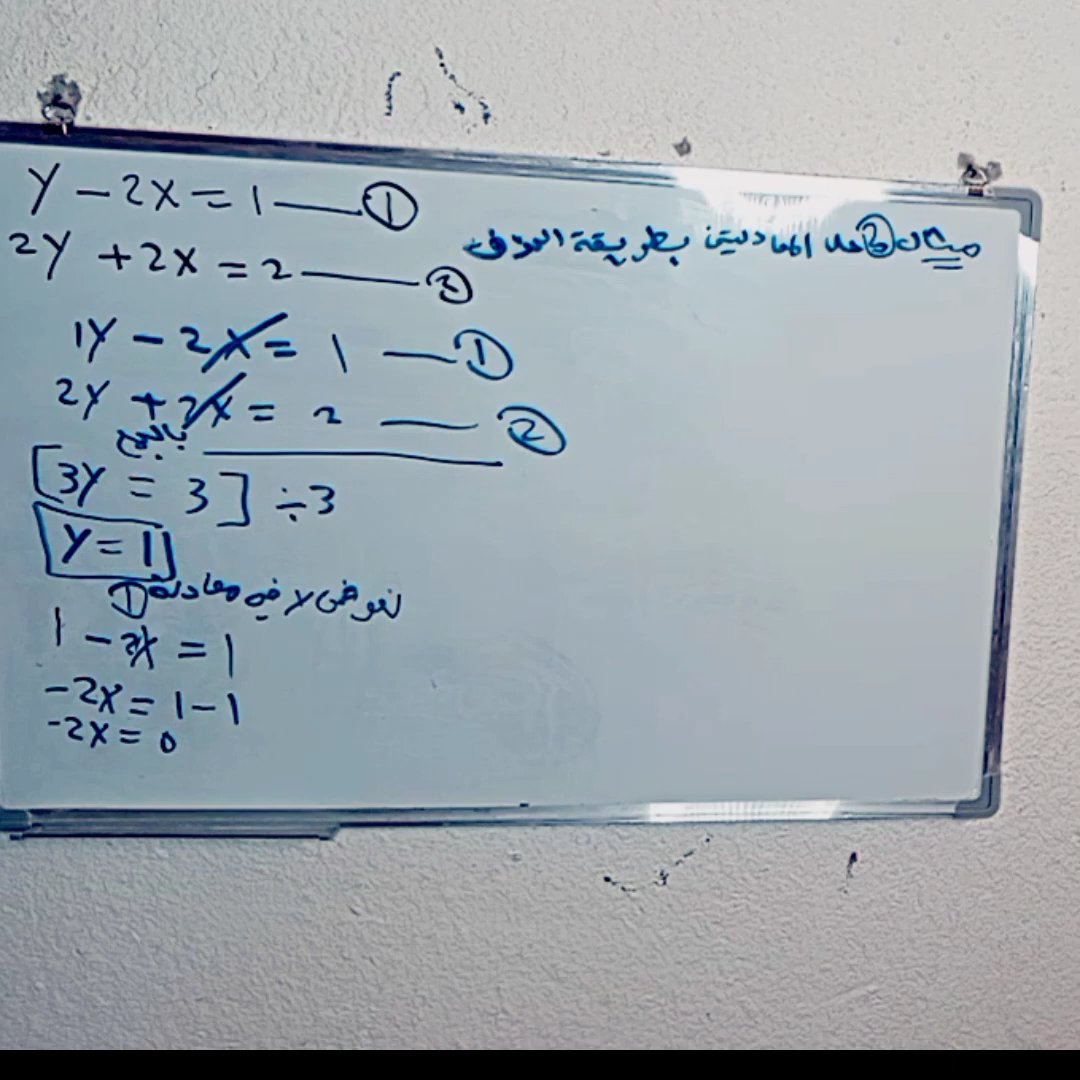 Y - 2X = 1 ——— ①
مثال ② حل المعادلتين بطريقة الحذف
2Y + 2X = 2 ——— ②
1Y - 2X = 1 —— ①
2Y + 2X = 2 —— ②
بالجمع
[3Y = 3] ÷3
Y = 1
نعوض y في معادلة ①
1 - 2X = 1
-2X = 1 - 1
-2X = 0